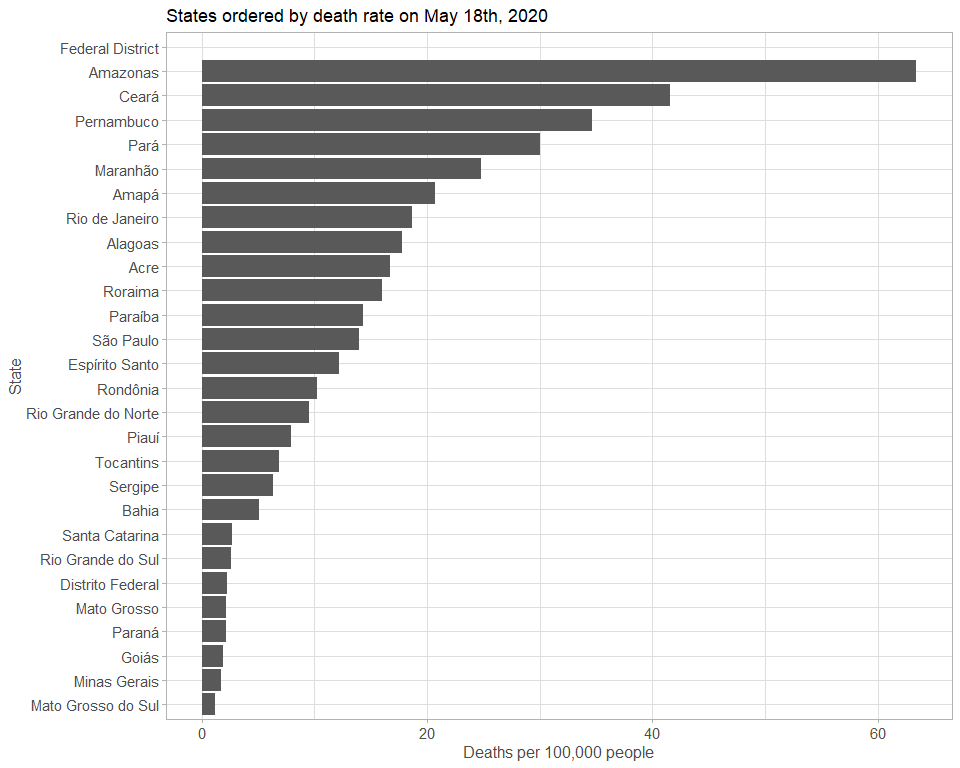 States ordered by death rate on May 18th, 2020
Federal District
Amazonas
Ceará
Pernambuco
Pará
Maranhão
Amapá
Rio de Janeiro
Alagoas
Acre
Roraima
Paraíba
São Paulo
Espírito Santo
Rondônia
Rio Grande do Norte
Piauí
Tocantins
Sergipe
Bahia
Santa Catarina
Rio Grande do Sul
Distrito Federal
Mato Grosso
Paraná
Goiás
Minas Gerais
Mato Grosso do Sul
State
0 20 40 60
Deaths per 100,000 people